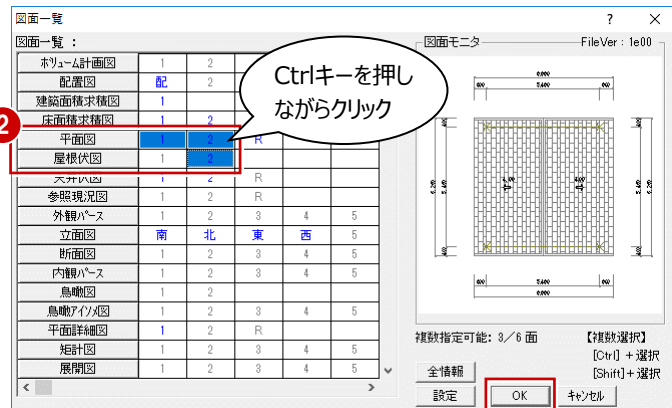 図面一覧 ? ×
図面一覧 :
図面モニタ FileVer : 1e00
ボリューム計画図 1 2
配置図 配 2
建築面積求積図 1
床面積求積図 1 2
平面図 1 2 R
屋根伏図 1 2
天井伏図 1 2 R
参照現況図 1 2 R
外観パース 1 2 3 4 5
立面図 南 北 東 西 5
断面図 1 2 3 4 5
内観パース 1 2 3 4 5
鳥瞰図 1 2
鳥瞰アイソメ図 1 2 3 4 5
平面詳細図 1 2 R
矩計図 1 2 3 4 5
展開図 1 2 3 4 5
2
Ctrlキーを押し
ながらクリック
複数指定可能: 3/6 面
【複数選択】
[Ctrl] + 選択
[Shift] + 選択
全情報
設定 OK キャンセル